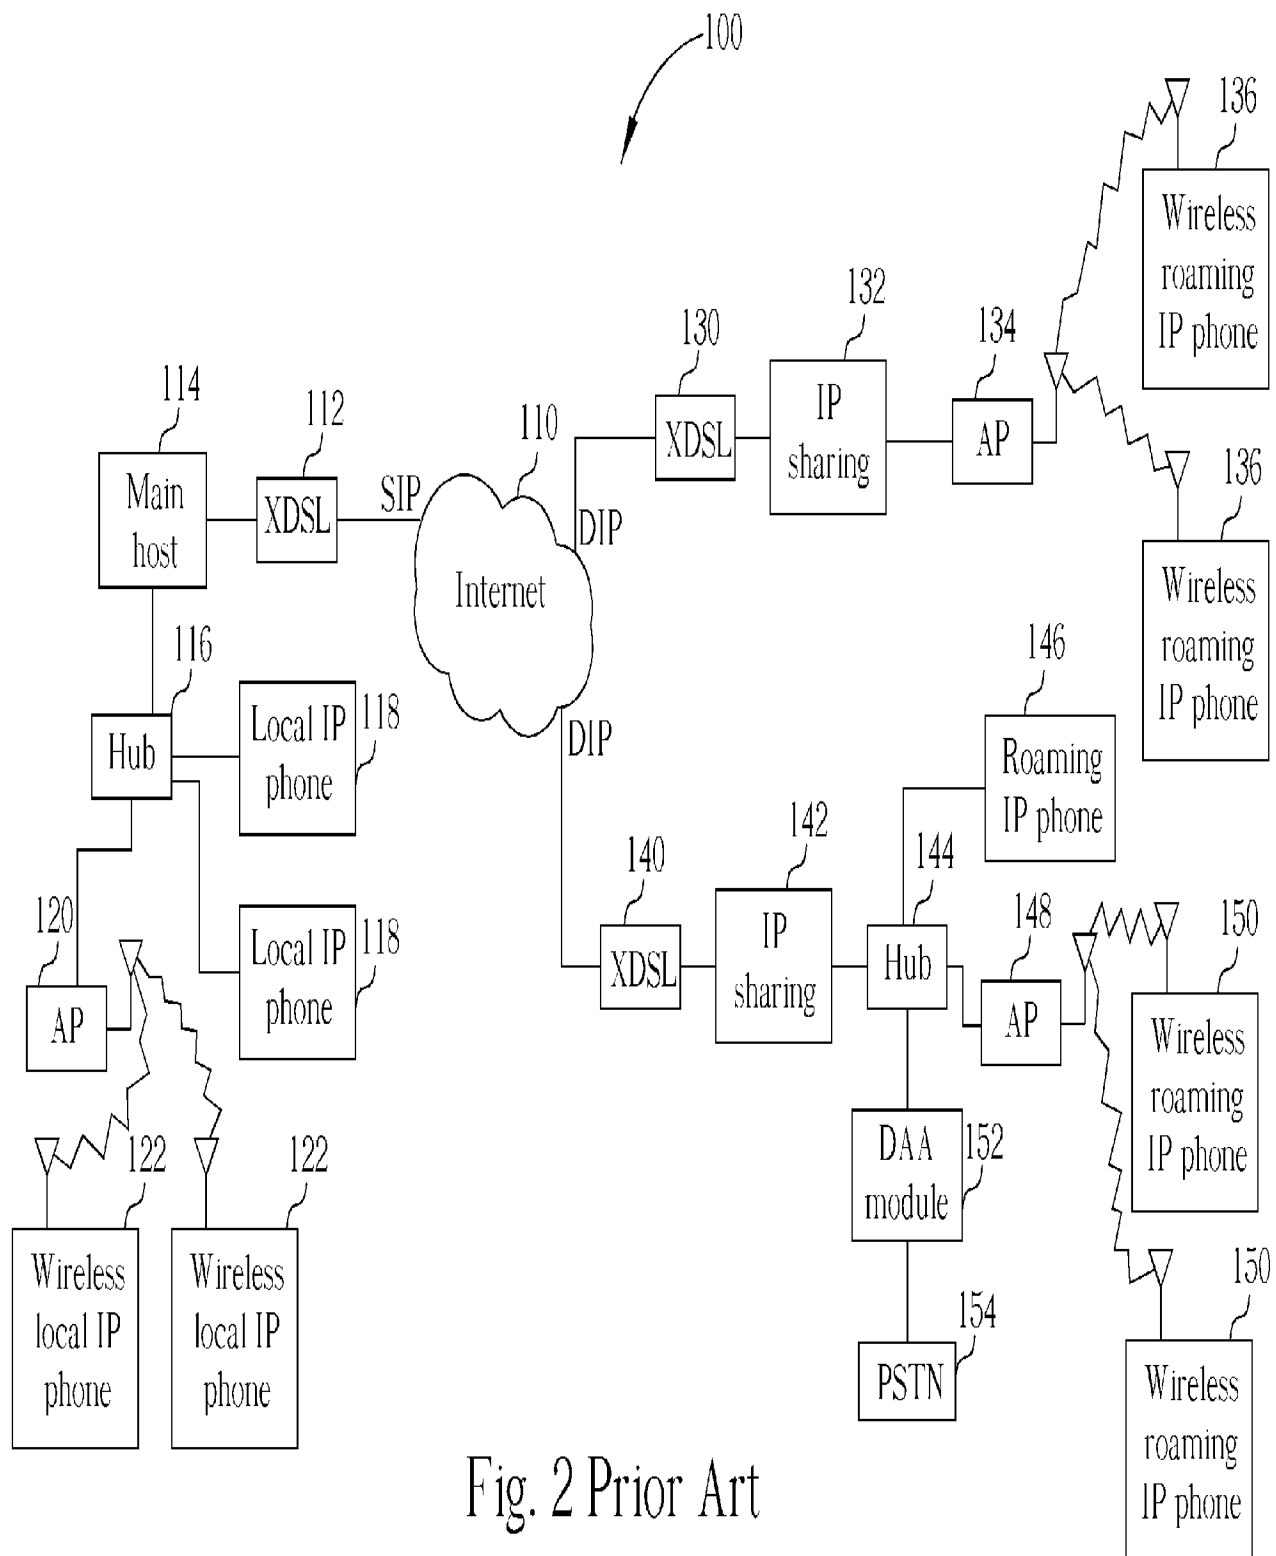 100
136
Wireless
roaming
IP phone
132
130
134
IP
sharing
XDSL
AP
114
112
110
Main
host
XDSL
SIP
DIP
Internet
136
Wireless
roaming
IP phone
116
Hub
Local IP
phone
118
DIP
146
Roaming
IP phone
120
AP
Local IP
phone
118
140
142
144
148
150
XDSL
IP
sharing
Hub
AP
Wireless
roaming
IP phone
122
122
Wireless
local IP
phone
Wireless
local IP
phone
DAA
module
152
154
PSTN
150
Wireless
roaming
IP phone
Fig. 2 Prior Art